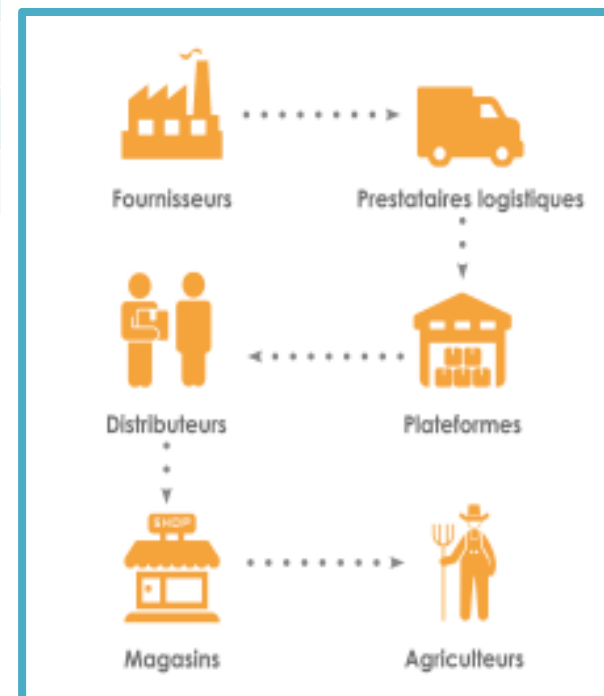 Fournisseurs
Prestataires logistiques
Distributeurs
Plateformes
SHOP
Magasins
Agriculteurs